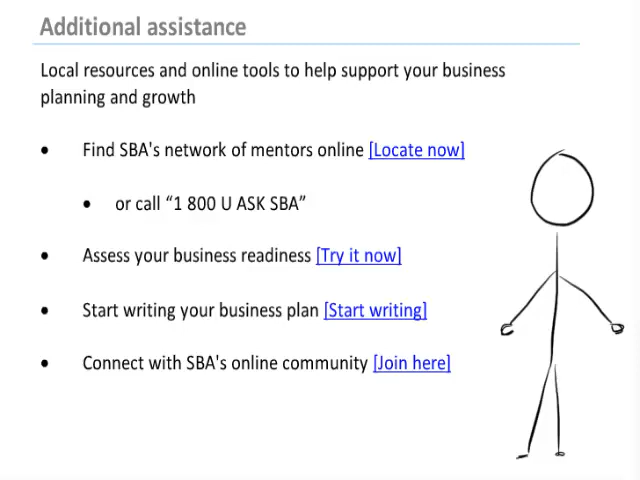 Additional assistance
Local resources and online tools to help support your business
planning and growth
• Find SBA's network of mentors online [Locate now]
• or call “1 800 U ASK SBA”
• Assess your business readiness [Try it now]
• Start writing your business plan [Start writing]
• Connect with SBA's online community [Join here]